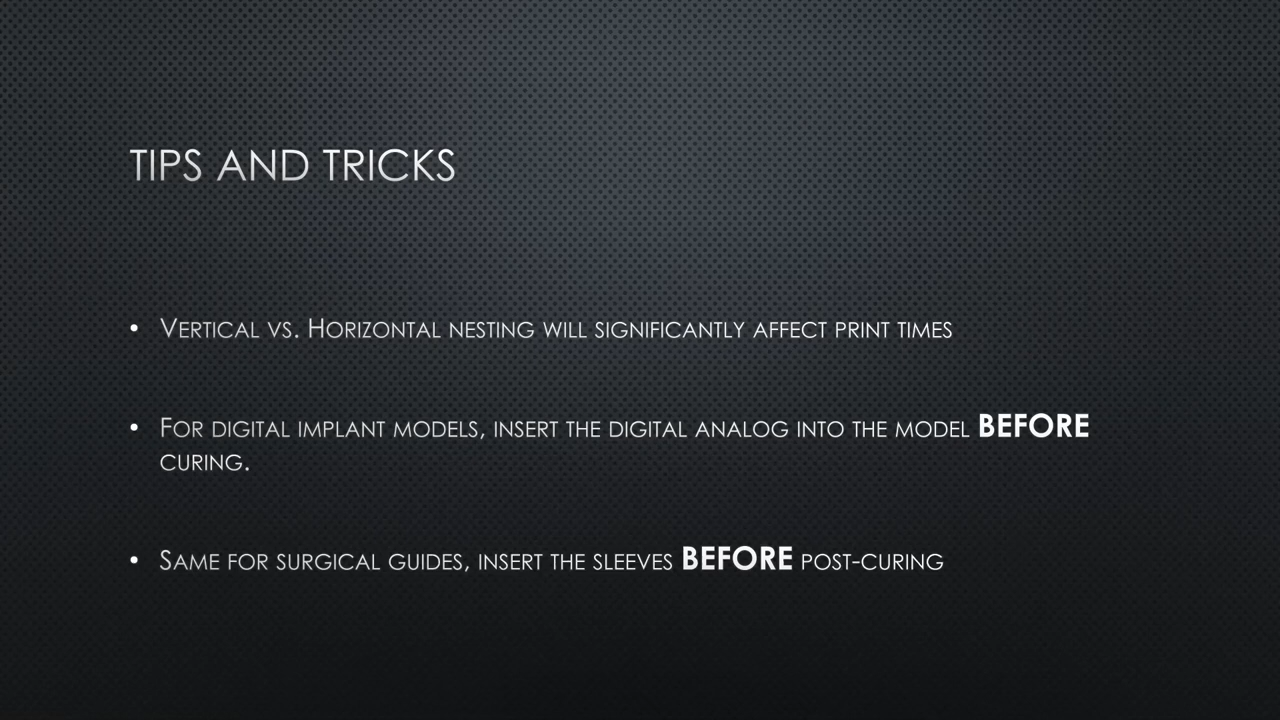 TIPS AND TRICKS
• Vertical vs. Horizontal nesting will significantly affect print times
• For digital implant models, insert the digital analog into the model BEFORE
curing.
• Same for surgical guides, insert the sleeves BEFORE post-curing